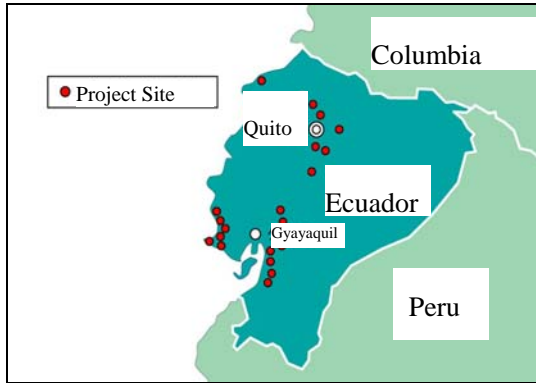 Columbia
Project Site
Quito
Ecuador
Gyayaquil
Peru